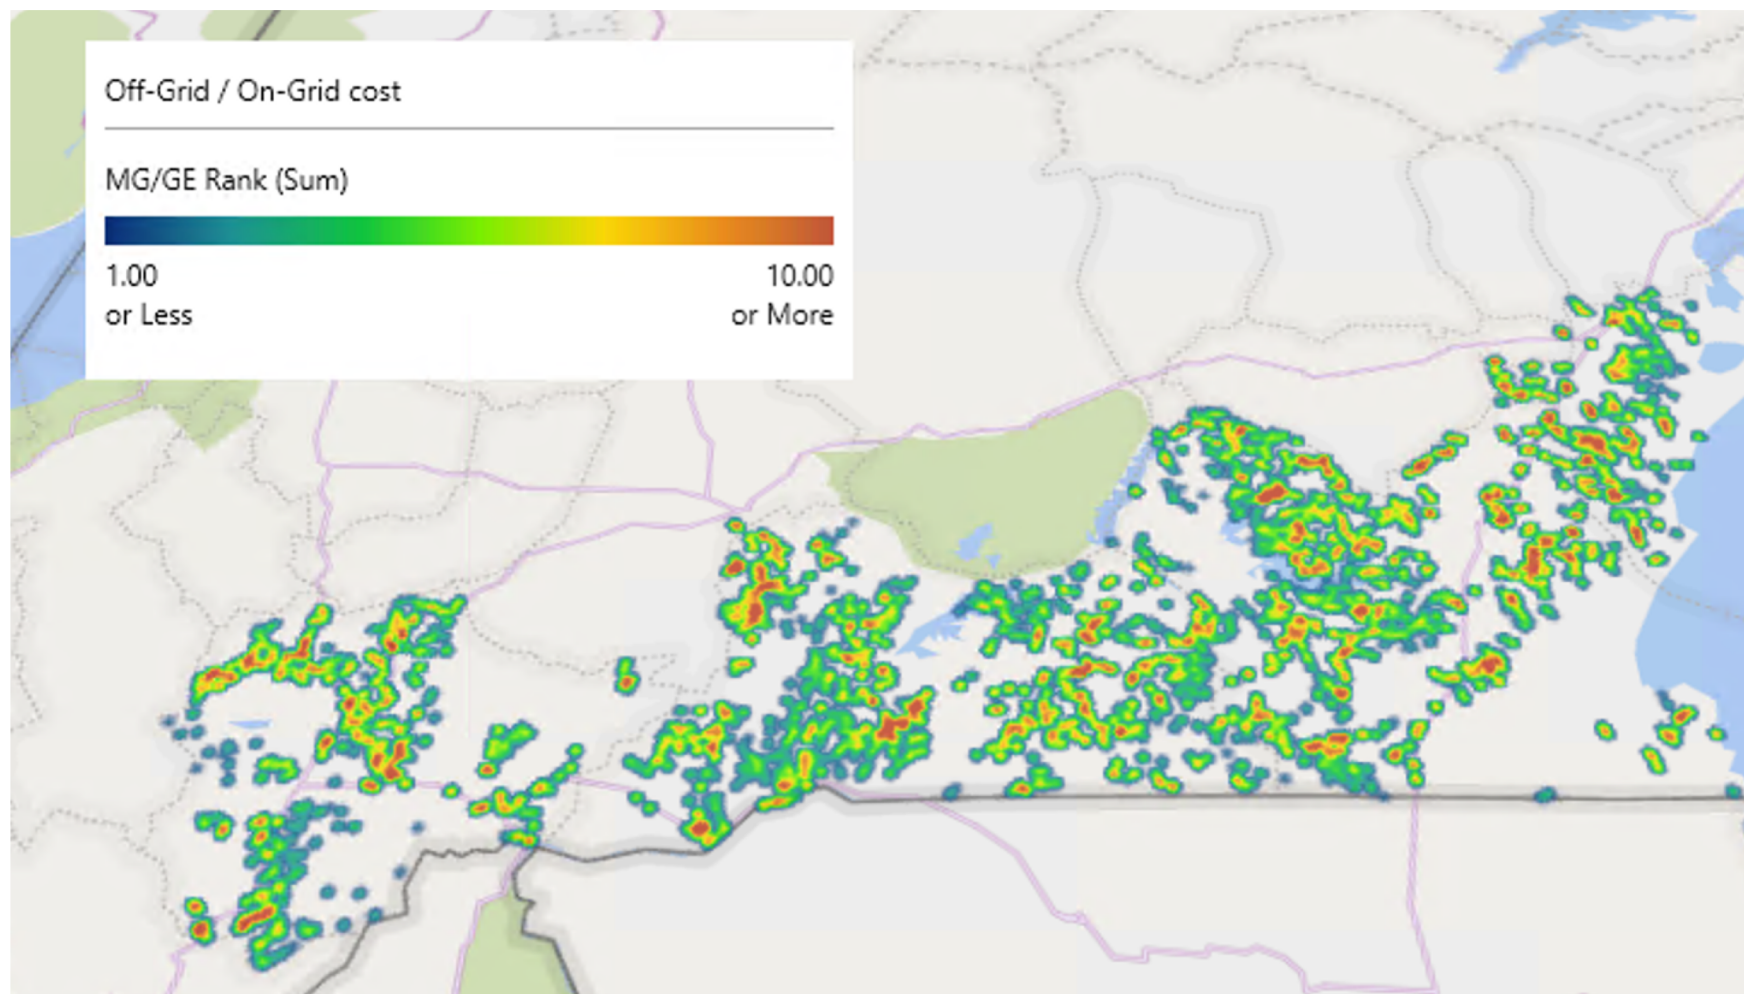 Off-Grid / On-Grid cost
MG/GE Rank (Sum)
1.00
10.00
or Less
or More